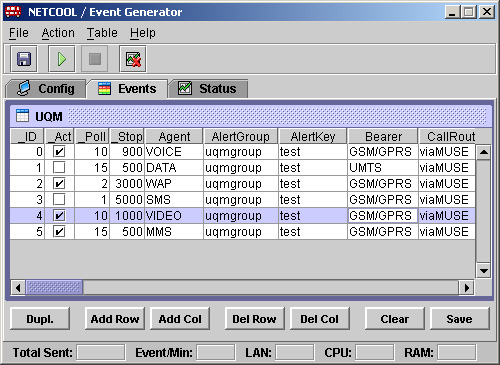 NETCOOL / Event Generator
File Action Table Help
Config Events Status
UQM
_ID _Act _Poll _Stop Agent AlertGroup AlertKey Bearer CallRout
0 10 900 VOICE uqmgroup test GSM/GPRS viaMUSE
1 15 500 DATA uqmgroup test UMTS viaMUSE
2 2 3000 WAP uqmgroup test GSM/GPRS viaMUSE
3 1 5000 SMS uqmgroup test GSM/GPRS viaMUSE
4 10 1000 VIDEO uqmgroup test GSM/GPRS viaMUSE
5 15 500 MMS uqmgroup test GSM/GPRS viaMUSE
Dupl. Add Row Add Col Del Row Del Col Clear Save
Total Sent: Event/Min: LAN: CPU: RAM: